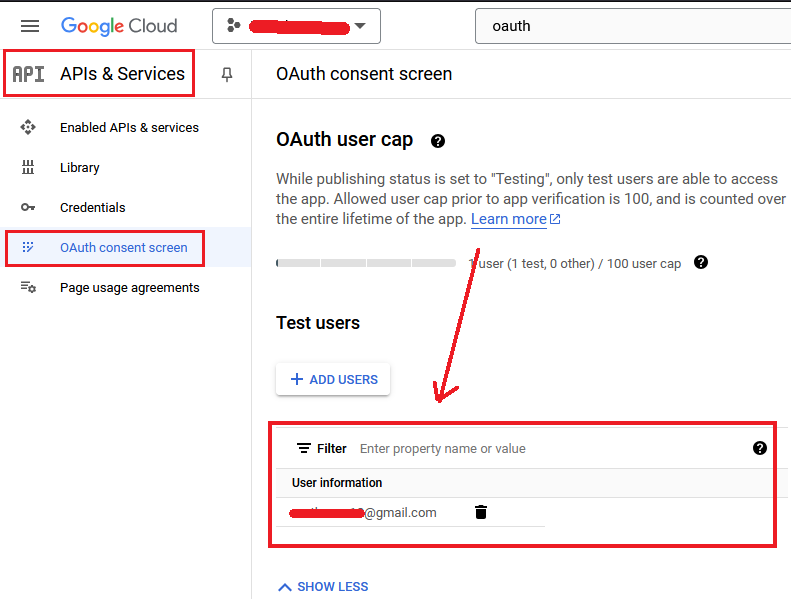 Google Cloud
oauth
API APIs & Services
OAuth consent screen
Enabled APIs & services
Library
Credentials
OAuth consent screen
Page usage agreements
OAuth user cap ?
While publishing status is set to "Testing", only test users are able to access
the app. Allowed user cap prior to app verification is 100, and is counted over
the entire lifetime of the app. Learn more
1 user (1 test, 0 other) / 100 user cap ?
Test users
+ ADD USERS
Filter Enter property name or value ?
User information
@gmail.com
SHOW LESS